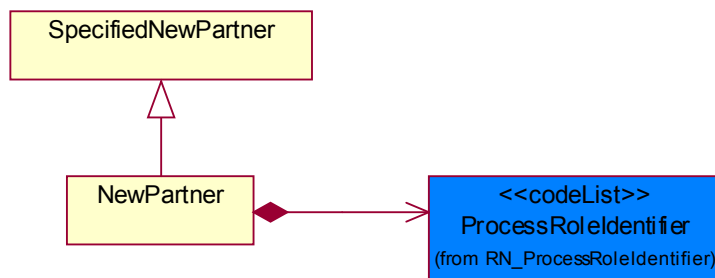 SpecifiedNewPartner
NewPartner
<<codeList>>
ProcessRoleIdentifier
(from RN_ProcessRoleIdentifier)